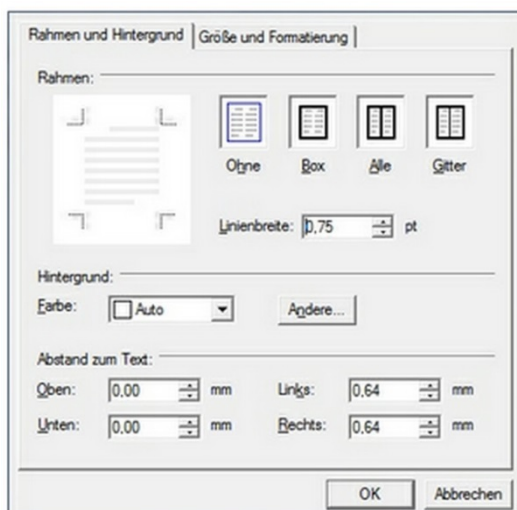 Rahmen und Hintergrund Größe und Formatierung
Rahmen:
Ohne Box Alle Gitter
Linienbreite: 0,75 pt
Hintergrund:
Farbe: Auto Andere...
Abstand zum Text:
Oben: 0,00 mm Links: 0,64 mm
Unten: 0,00 mm Rechts: 0,64 mm
OK Abbrechen